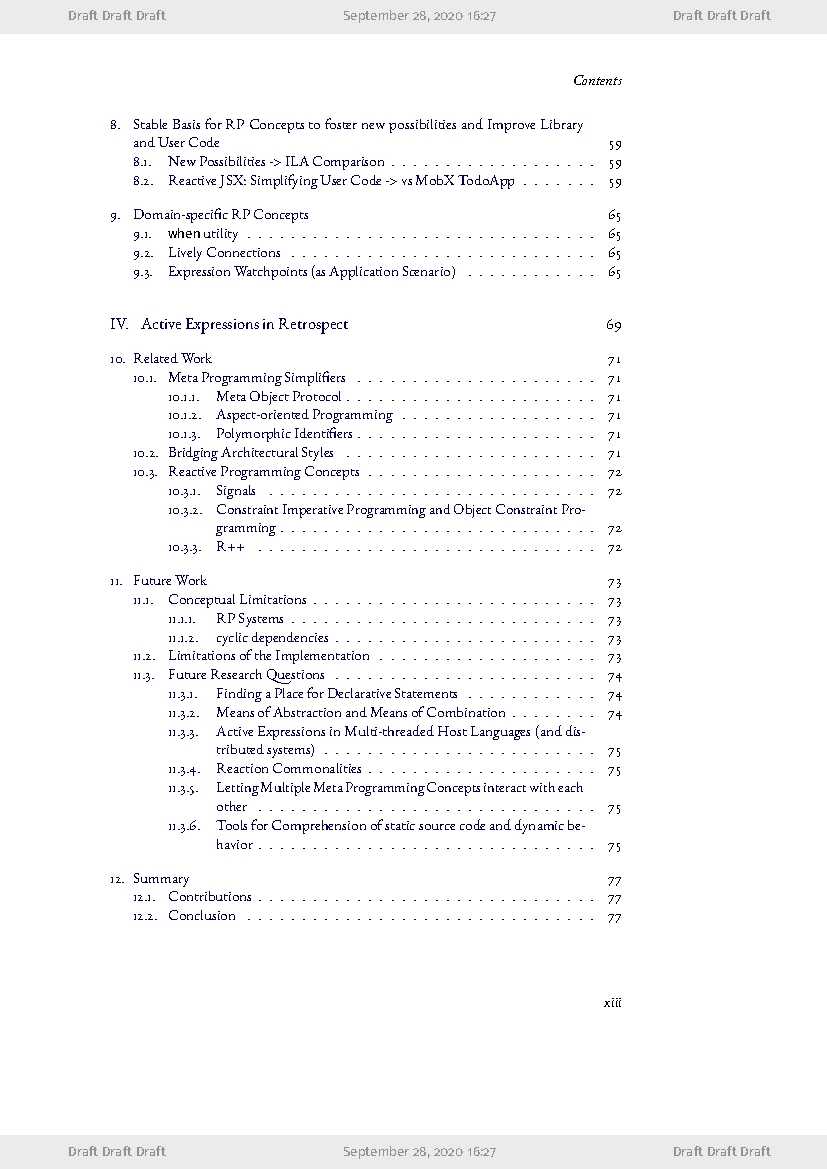 Draft Draft Draft September 28, 2020 16:27 Draft Draft Draft
Contents
8. Stable Basis for RP Concepts to foster new possibilities and Improve Library
and User Code 59
8.1. New Possibilities -> ILA Comparison . . . . . . . . . . . . . . . . . . . 59
8.2. Reactive JSX: Simplifying User Code -> vs MobX TodoApp . . . . . . . 59
9. Domain-specific RP Concepts 65
9.1. when utility . . . . . . . . . . . . . . . . . . . . . . . . . . . . . . . . 65
9.2. Lively Connections . . . . . . . . . . . . . . . . . . . . . . . . . . . . 65
9.3. Expression Watchpoints (as Application Scenario) . . . . . . . . . . . . 65
IV. Active Expressions in Retrospect 69
10. Related Work 71
10.1. Meta Programming Simplifiers . . . . . . . . . . . . . . . . . . . . . . 71
10.1.1. Meta Object Protocol . . . . . . . . . . . . . . . . . . . . . . . 71
10.1.2. Aspect-oriented Programming . . . . . . . . . . . . . . . . . . 71
10.1.3. Polymorphic Identifiers . . . . . . . . . . . . . . . . . . . . . . 71
10.2. Bridging Architectural Styles . . . . . . . . . . . . . . . . . . . . . . . 71
10.3. Reactive Programming Concepts . . . . . . . . . . . . . . . . . . . . . 72
10.3.1. Signals . . . . . . . . . . . . . . . . . . . . . . . . . . . . . . 72
10.3.2. Constraint Imperative Programming and Object Constraint Pro-
gramming . . . . . . . . . . . . . . . . . . . . . . . . . . . . . 72
10.3.3. R++ . . . . . . . . . . . . . . . . . . . . . . . . . . . . . . . 72
11. Future Work 73
11.1. Conceptual Limitations . . . . . . . . . . . . . . . . . . . . . . . . . . 73
11.1.1. RP Systems . . . . . . . . . . . . . . . . . . . . . . . . . . . . 73
11.1.2. cyclic dependencies . . . . . . . . . . . . . . . . . . . . . . . . 73
11.2. Limitations of the Implementation . . . . . . . . . . . . . . . . . . . . 73
11.3. Future Research Questions . . . . . . . . . . . . . . . . . . . . . . . . 74
11.3.1. Finding a Place for Declarative Statements . . . . . . . . . . . . 74
11.3.2. Means of Abstraction and Means of Combination . . . . . . . . 74
11.3.3. Active Expressions in Multi-threaded Host Languages (and dis-
tributed systems) . . . . . . . . . . . . . . . . . . . . . . . . . 75
11.3.4. Reaction Commonalities . . . . . . . . . . . . . . . . . . . . . 75
11.3.5. Letting Multiple Meta Programming Concepts interact with each
other . . . . . . . . . . . . . . . . . . . . . . . . . . . . . . . 75
11.3.6. Tools for Comprehension of static source code and dynamic be-
havior . . . . . . . . . . . . . . . . . . . . . . . . . . . . . . . 75
12. Summary 77
12.1. Contributions . . . . . . . . . . . . . . . . . . . . . . . . . . . . . . . 77
12.2. Conclusion . . . . . . . . . . . . . . . . . . . . . . . . . . . . . . . . 77
xiii
Draft Draft Draft September 28, 2020 16:27 Draft Draft Draft